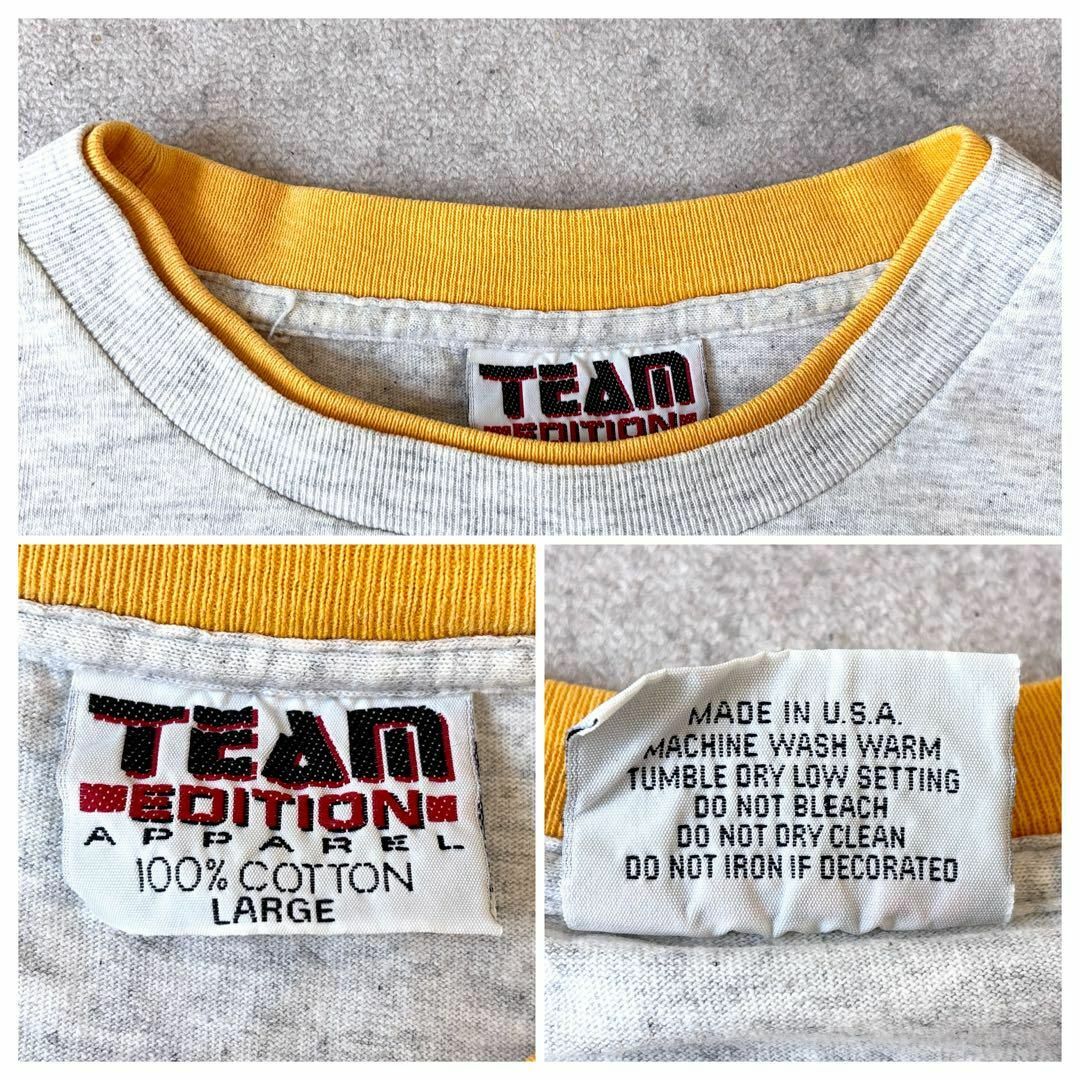 TEAM
EDITION
TEAM
EDITION
APPAREL
100% COTTON
LARGE
MADE IN U.S.A.
MACHINE WASH WARM
TUMBLE DRY LOW SETTING
DO NOT BLEACH
DO NOT DRY CLEAN
DO NOT IRON IF DECORATED